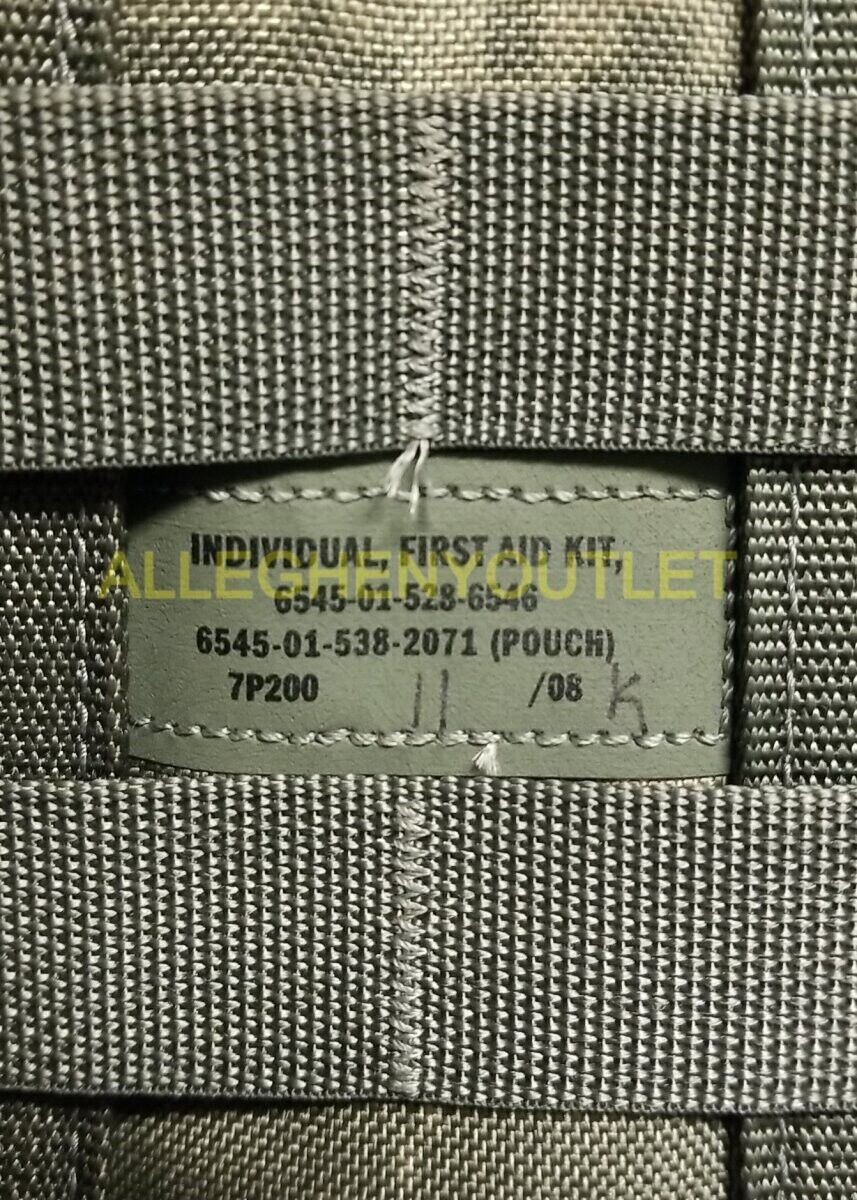 INDIVIDUAL, FIRST AID KIT,
ALLEGHENYOUTLET
6545-01-528-6546
6545-01-538-2071 (POUCH)
7P200 11 /08 K